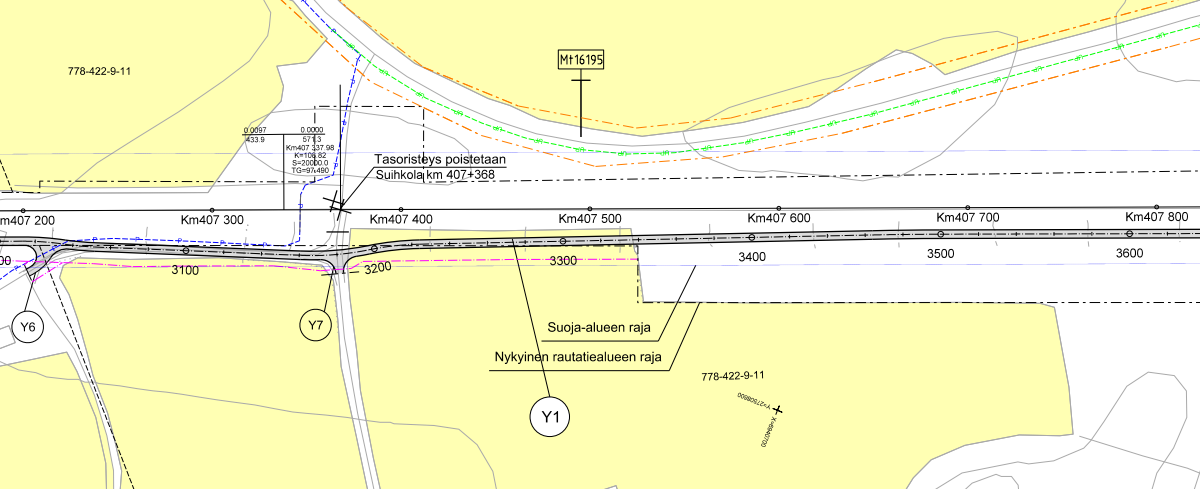 Mt16195
778-422-9-11
0.0097 0.0000
433.9 571.3
Km407 337.98
K=106.82
S=20000.0
TG=97.490
Tasoristeys poistetaan
Suihkola km 407+368
Km407 200 Km407 300 Km407 400 Km407 500 Km407 600 Km407 700 Km407 800
3100 3200 3300 3400 3500 3600
Y6
Y7
Suoja-alueen raja
Nykyinen rautatiealueen raja
778-422-9-11
Y1